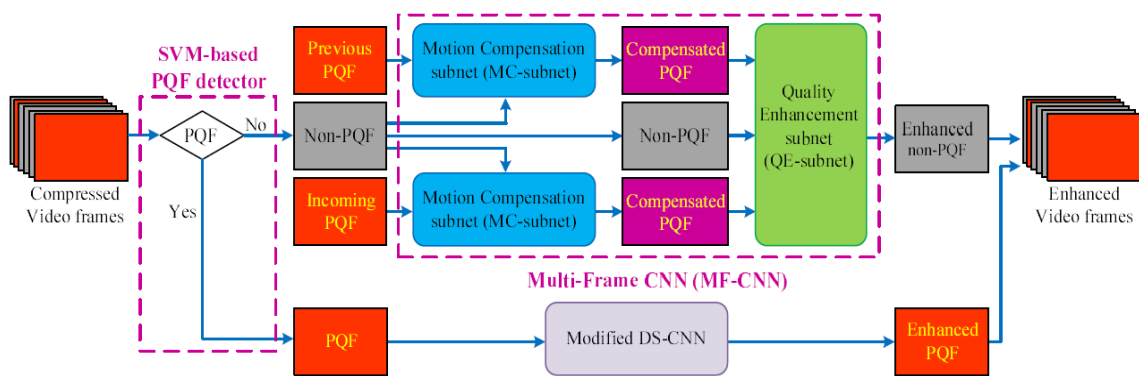 SVM-based
PQF detector
PQF
No
Yes
Compressed
Video frames
Previous
PQF
Non-PQF
Incoming
PQF
Motion Compensation
subnet (MC-subnet)
Motion Compensation
subnet (MC-subnet)
Compensated
PQF
Non-PQF
Compensated
PQF
Quality
Enhancement
subnet
(QE-subnet)
Multi-Frame CNN (MF-CNN)
Enhanced
non-PQF
Enhanced
Video frames
PQF
Modified DS-CNN
Enhanced
PQF